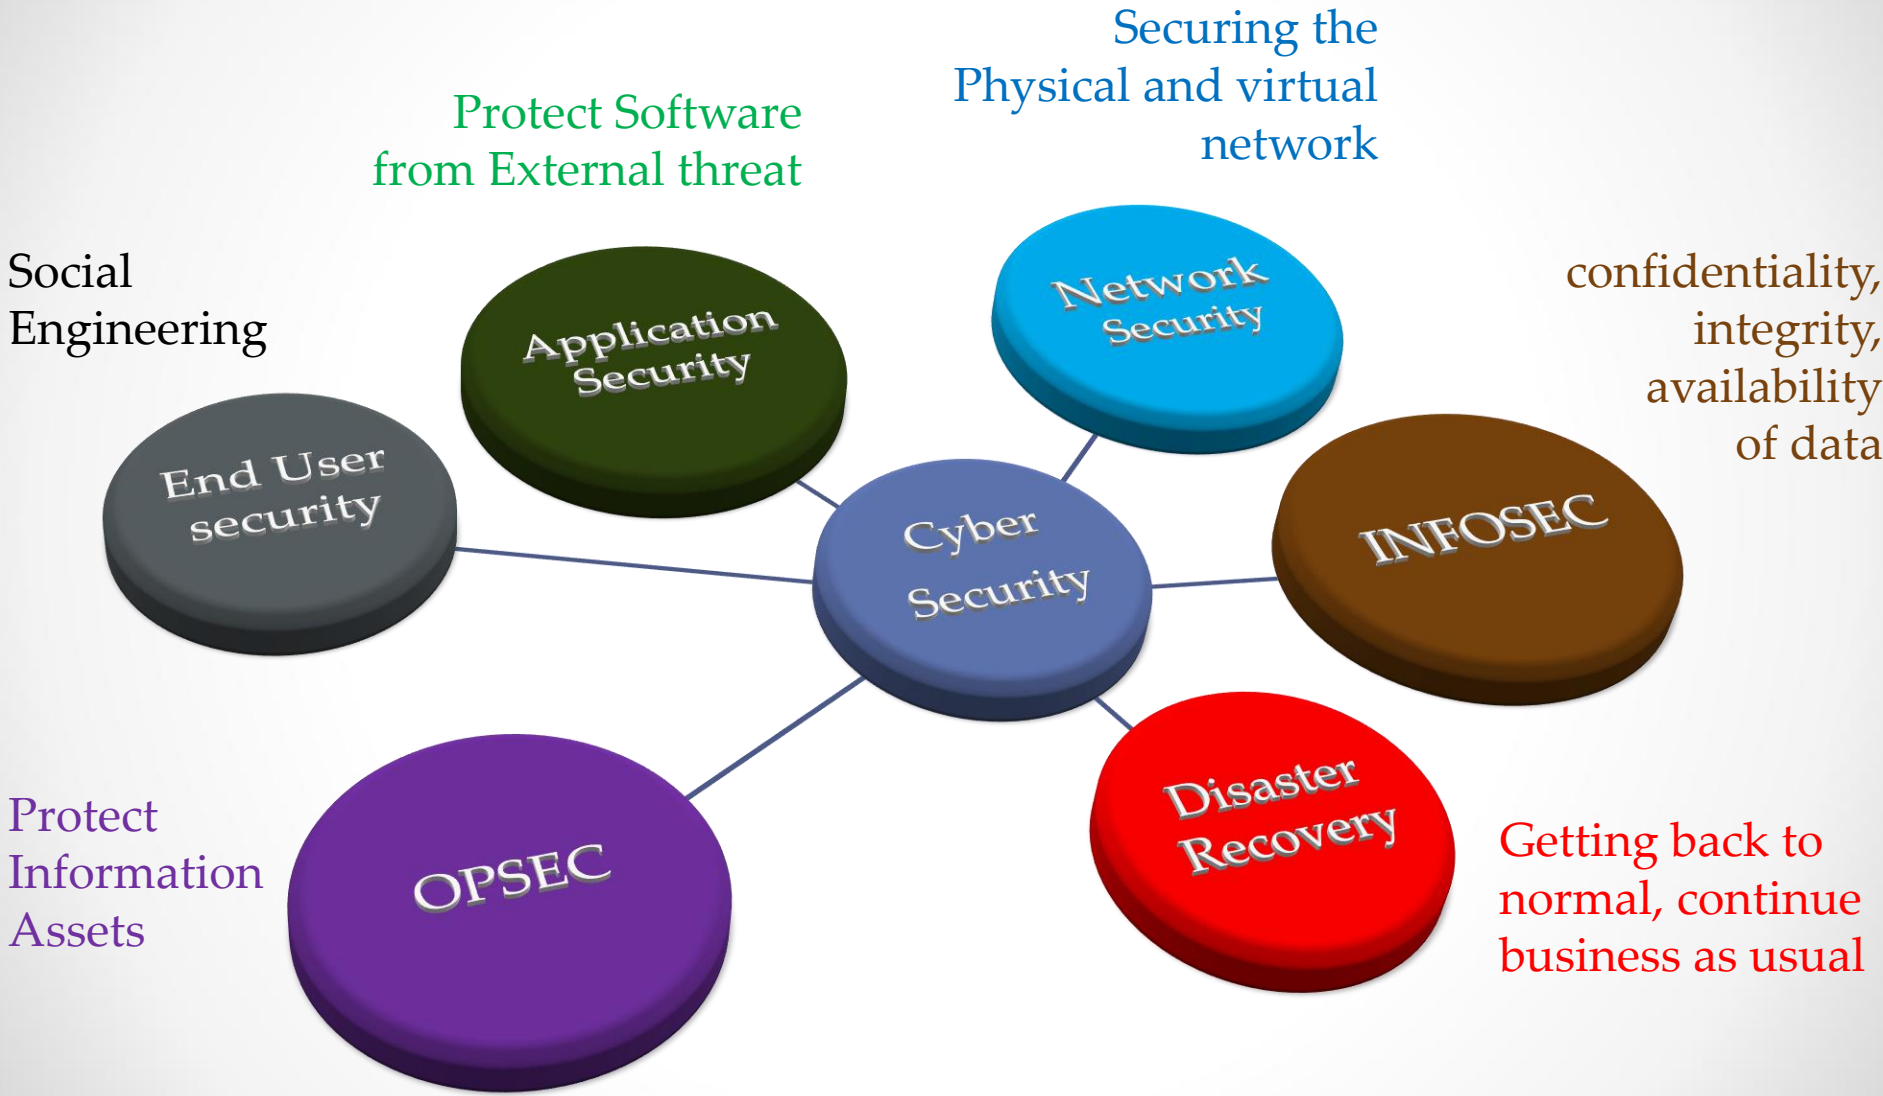 Securing the
Physical and virtual
network
Protect Software
from External threat
Social
Engineering
Application
Security
Network
Security
confidentiality,
integrity,
availability
of data
End User
security
Cyber
Security
INFOSEC
Protect
Information
Assets
OPSEC
Disaster
Recovery
Getting back to
normal, continue
business as usual